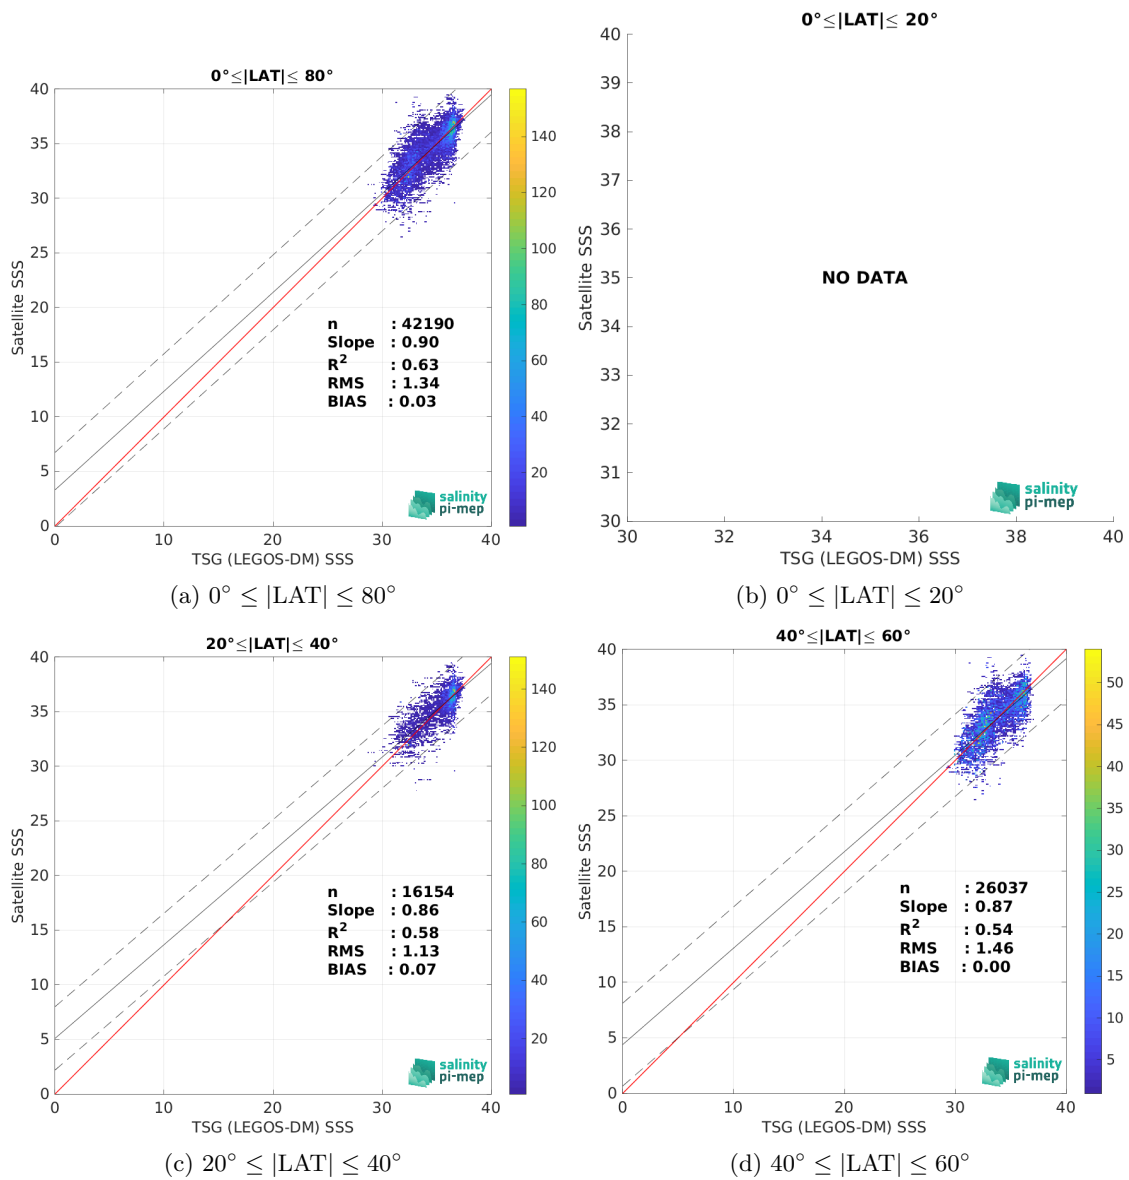 0°≤|LAT|≤ 80°
Satellite SSS
40
35
30
25
20
15
10
5
0
0
10
20
30
40
TSG (LEGOS-DM) SSS
n : 42190
Slope : 0.90
R2 : 0.63
RMS : 1.34
BIAS : 0.03
salinity
pi-mep
140
120
100
80
60
40
20
(a) 0° ≤ |LAT| ≤ 80°
0°≤|LAT|≤ 20°
Satellite SSS
40
39
38
37
36
35
34
33
32
31
30
30
32
34
36
38
40
TSG (LEGOS-DM) SSS
NO DATA
salinity
pi-mep
(b) 0° ≤ |LAT| ≤ 20°
20°≤|LAT|≤ 40°
Satellite SSS
40
35
30
25
20
15
10
5
0
0
10
20
30
40
TSG (LEGOS-DM) SSS
n : 16154
Slope : 0.86
R2 : 0.58
RMS : 1.13
BIAS : 0.07
salinity
pi-mep
140
120
100
80
60
40
20
(c) 20° ≤ |LAT| ≤ 40°
40°≤|LAT|≤ 60°
Satellite SSS
40
35
30
25
20
15
10
5
0
0
10
20
30
40
TSG (LEGOS-DM) SSS
n : 26037
Slope : 0.87
R2 : 0.54
RMS : 1.46
BIAS : 0.00
salinity
pi-mep
50
45
40
35
30
25
20
15
10
5
(d) 40° ≤ |LAT| ≤ 60°